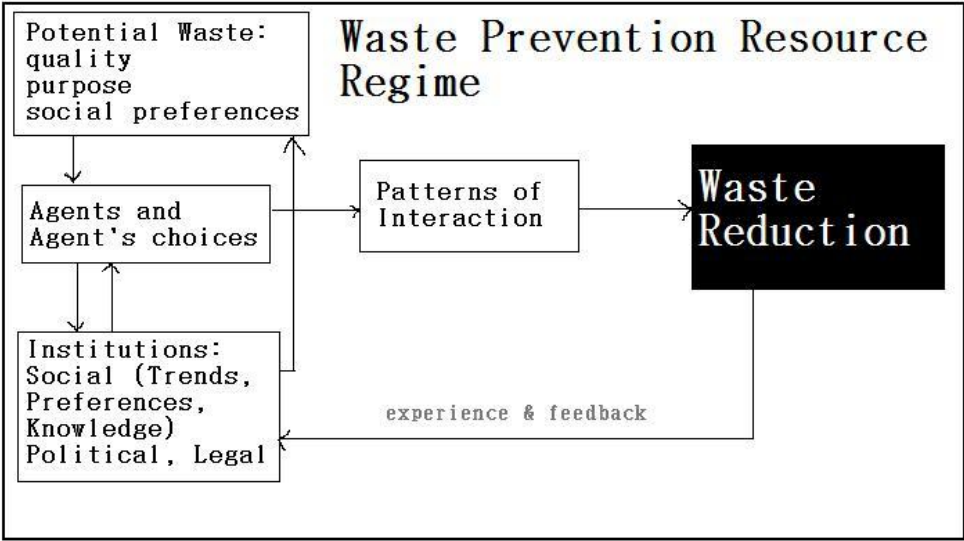 Potential Waste:
quality
purpose
social preferences
Waste Prevention Resource
Regime
Agents and
Agent's choices
Patterns of
Interaction
Waste
Reduction
Institutions:
Social (Trends,
Preferences,
Knowledge)
Political, Legal
experience & feedback